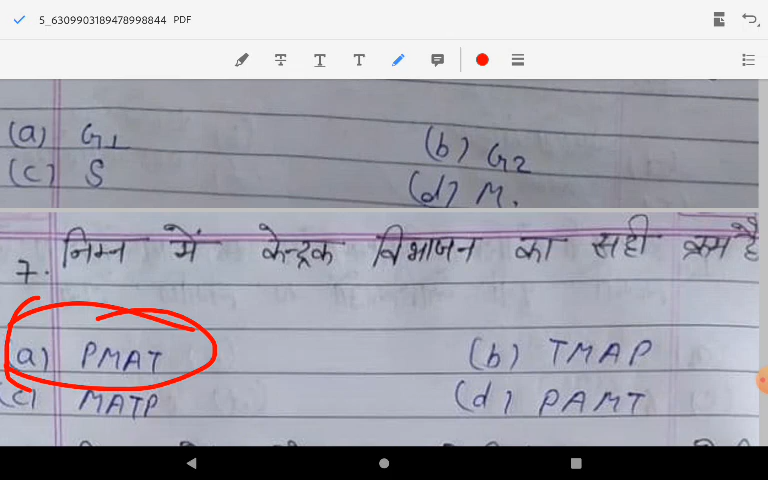 5_6309903189478998844 PDF
(a) G1 (b) G2
(c) S (d) M.
7. निम्न में केन्द्रक विभाजन का सही क्रम है
(a) PMAT (b) TMAP
(c) MATP (d) PAMT